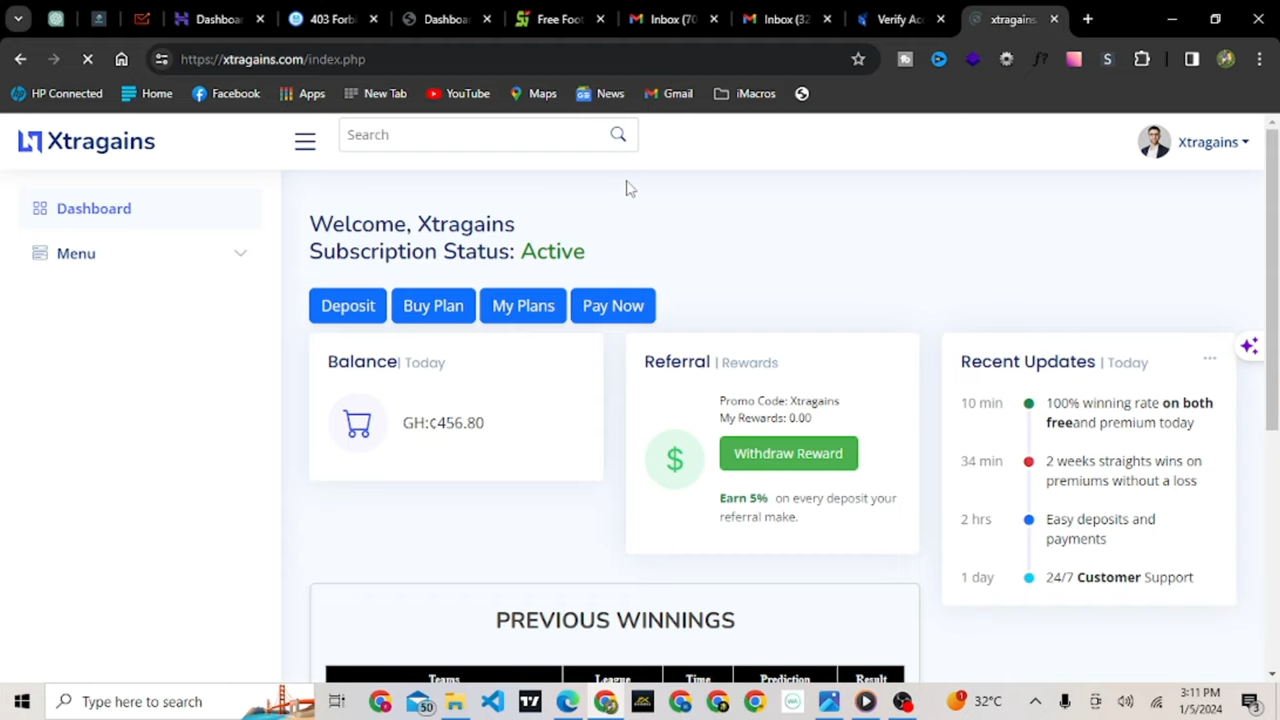 Dashboar
403 Forb
Dashboar
Free Foot
Inbox (70
Inbox (32
Verify Acc
xtragains.
https://xtragains.com/index.php
HP Connected
Home
Facebook
Apps
New Tab
YouTube
Maps
News
Gmail
iMacros
Xtragains
Search
Xtragains
Dashboard
Menu
Welcome, Xtragains
Subscription Status: Active
Deposit
Buy Plan
My Plans
Pay Now
Balance| Today
GH:¢456.80
Referral | Rewards
Promo Code: Xtragains
My Rewards: 0.00
Withdraw Reward
Earn 5% on every deposit your
referral make.
Recent Updates | Today
10 min
100% winning rate on both
freeand premium today
34 min
2 weeks straights wins on
premiums without a loss
2 hrs
Easy deposits and
payments
1 day
24/7 Customer Support
PREVIOUS WINNINGS
Teams League Time Prediction Result
Type here to search
50
32°C
3:11 PM
1/5/2024
3